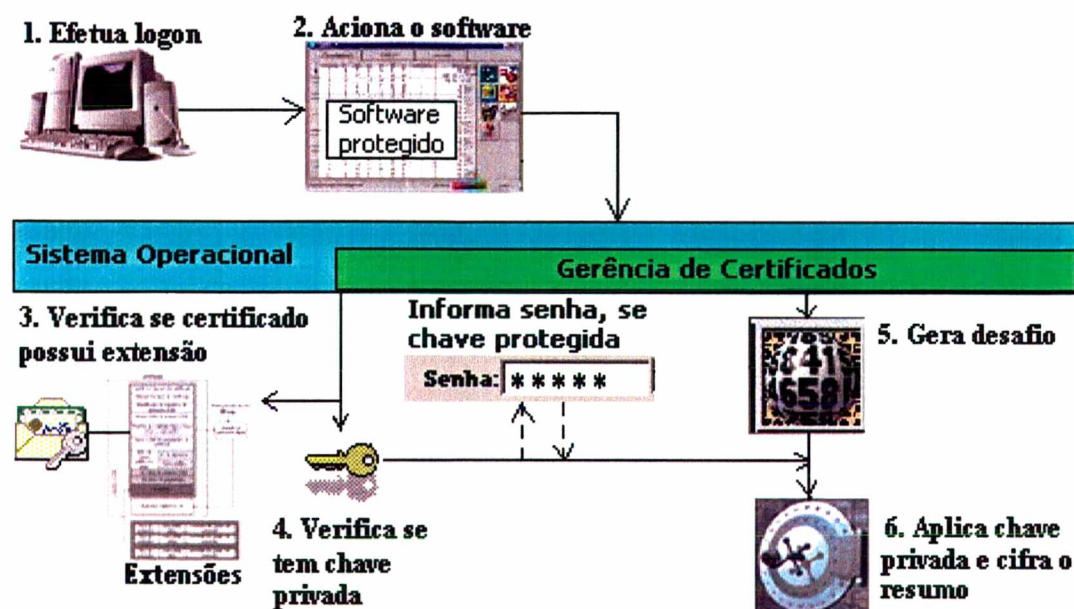 1. Efetua logon
2. Aciona o software
Software
protegido
Sistema Operacional
Gerência de Certificados
3. Verifica se certificado
possui extensão
Informa senha, se
chave protegida
Senha: *****
5. Gera desafio
Extensões
4. Verifica se
tem chave
privada
6. Aplica chave
privada e cifra o
resumo